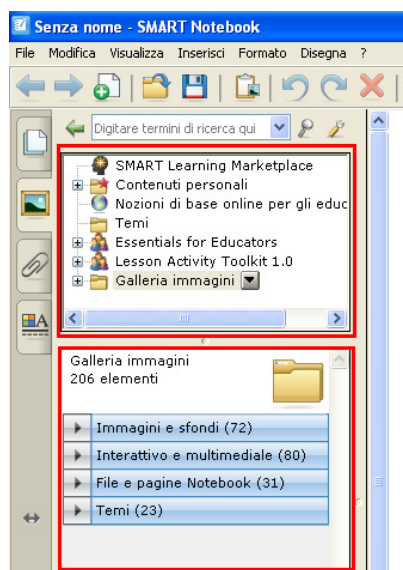 Senza nome - SMART Notebook
File Modifica Visualizza Inserisci Formato Disegna ?
Digitare termini di ricerca qui
SMART Learning Marketplace
Contenuti personali
Nozioni di base online per gli educ
Temi
Essentials for Educators
Lesson Activity Toolkit 1.0
Galleria immagini
Galleria immagini
206 elementi
Immagini e sfondi (72)
Interattivo e multimediale (80)
File e pagine Notebook (31)
Temi (23)